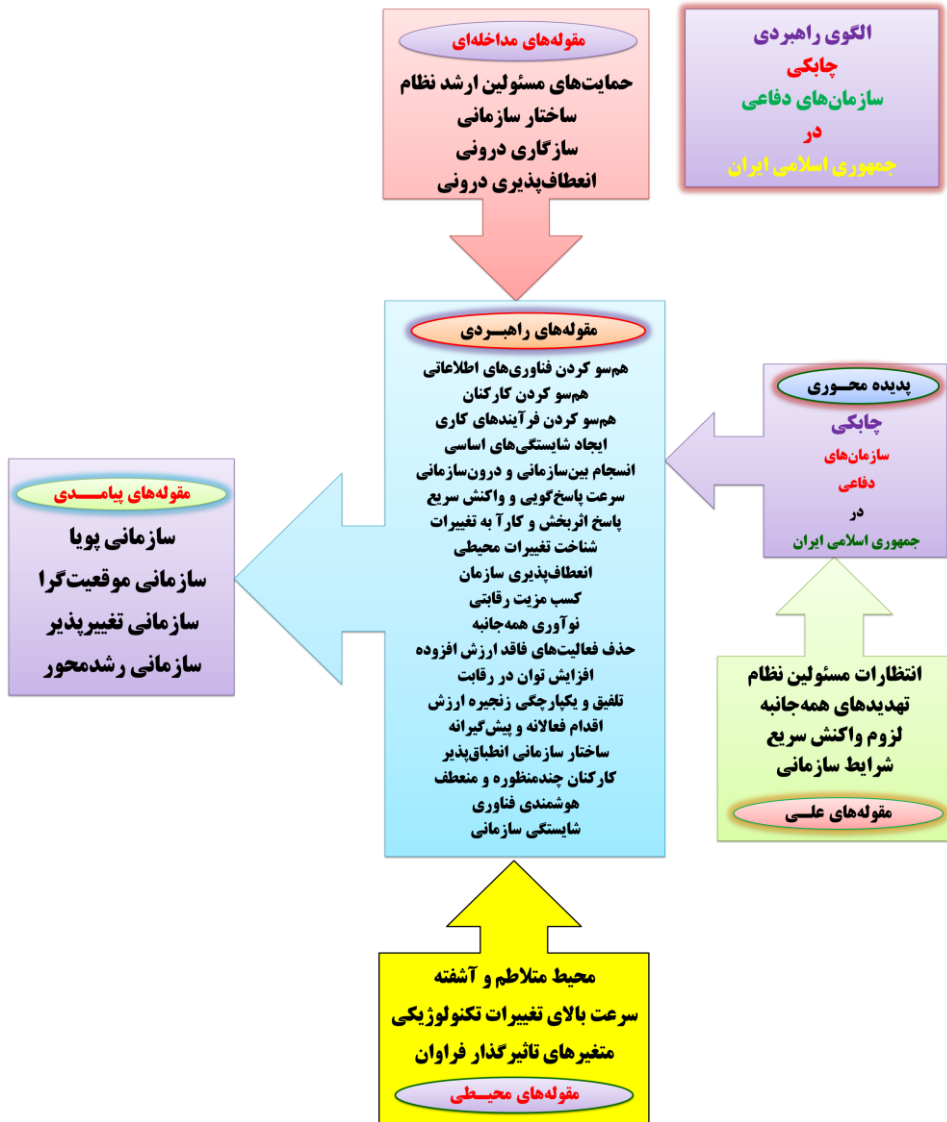 الگوی راهبردی
چابکی
سازمان‌های دفاعی
در
جمهوری اسلامی ایران
مقوله‌های مداخله‌ای
حمایت‌های مسئولین ارشد نظام
ساختار سازمانی
سازگاری درونی
انعطاف‌پذیری درونی
پدیده محــوری
چابکی
سازمان‌های
دفاعی
در
جمهوری اسلامی ایران
انتظارات مسئولین نظام
تهدیدهای همه‌جانبه
لزوم واکنش سریع
شرایط سازمانی
مقوله‌های علــی
مقوله‌های راهبــردی
هم‌سو کردن فناوری‌های اطلاعاتی
هم‌سو کردن کارکنان
هم‌سو کردن فرآیندهای کاری
ایجاد شایستگی‌های اساسی
انسجام بین‌سازمانی و درون‌سازمانی
سرعت پاسخ‌گویی و واکنش سریع
پاسخ اثربخش و کارآ به تغییرات
شناخت تغییرات محیطی
انعطاف‌پذیری سازمان
کسب مزیت رقابتی
نوآوری همه‌جانبه
حذف فعالیت‌های فاقد ارزش افزوده
افزایش توان در رقابت
تلفیق و یکپارچگی زنجیره ارزش
اقدام فعالانه و پیش‌گیرانه
ساختار سازمانی انطباق‌پذیر
کارکنان چندمنظوره و منعطف
هوشمندی فناوری
شایستگی سازمانی
مقوله‌های پیامـــدی
سازمانی پویا
سازمانی موقعیت‌گرا
سازمانی تغییرپذیر
سازمانی رشدمحور
محیط متلاطم و آشفته
سرعت بالای تغییرات تکنولوژیکی
متغیرهای تاثیرگذار فراوان
مقوله‌های محیــطی